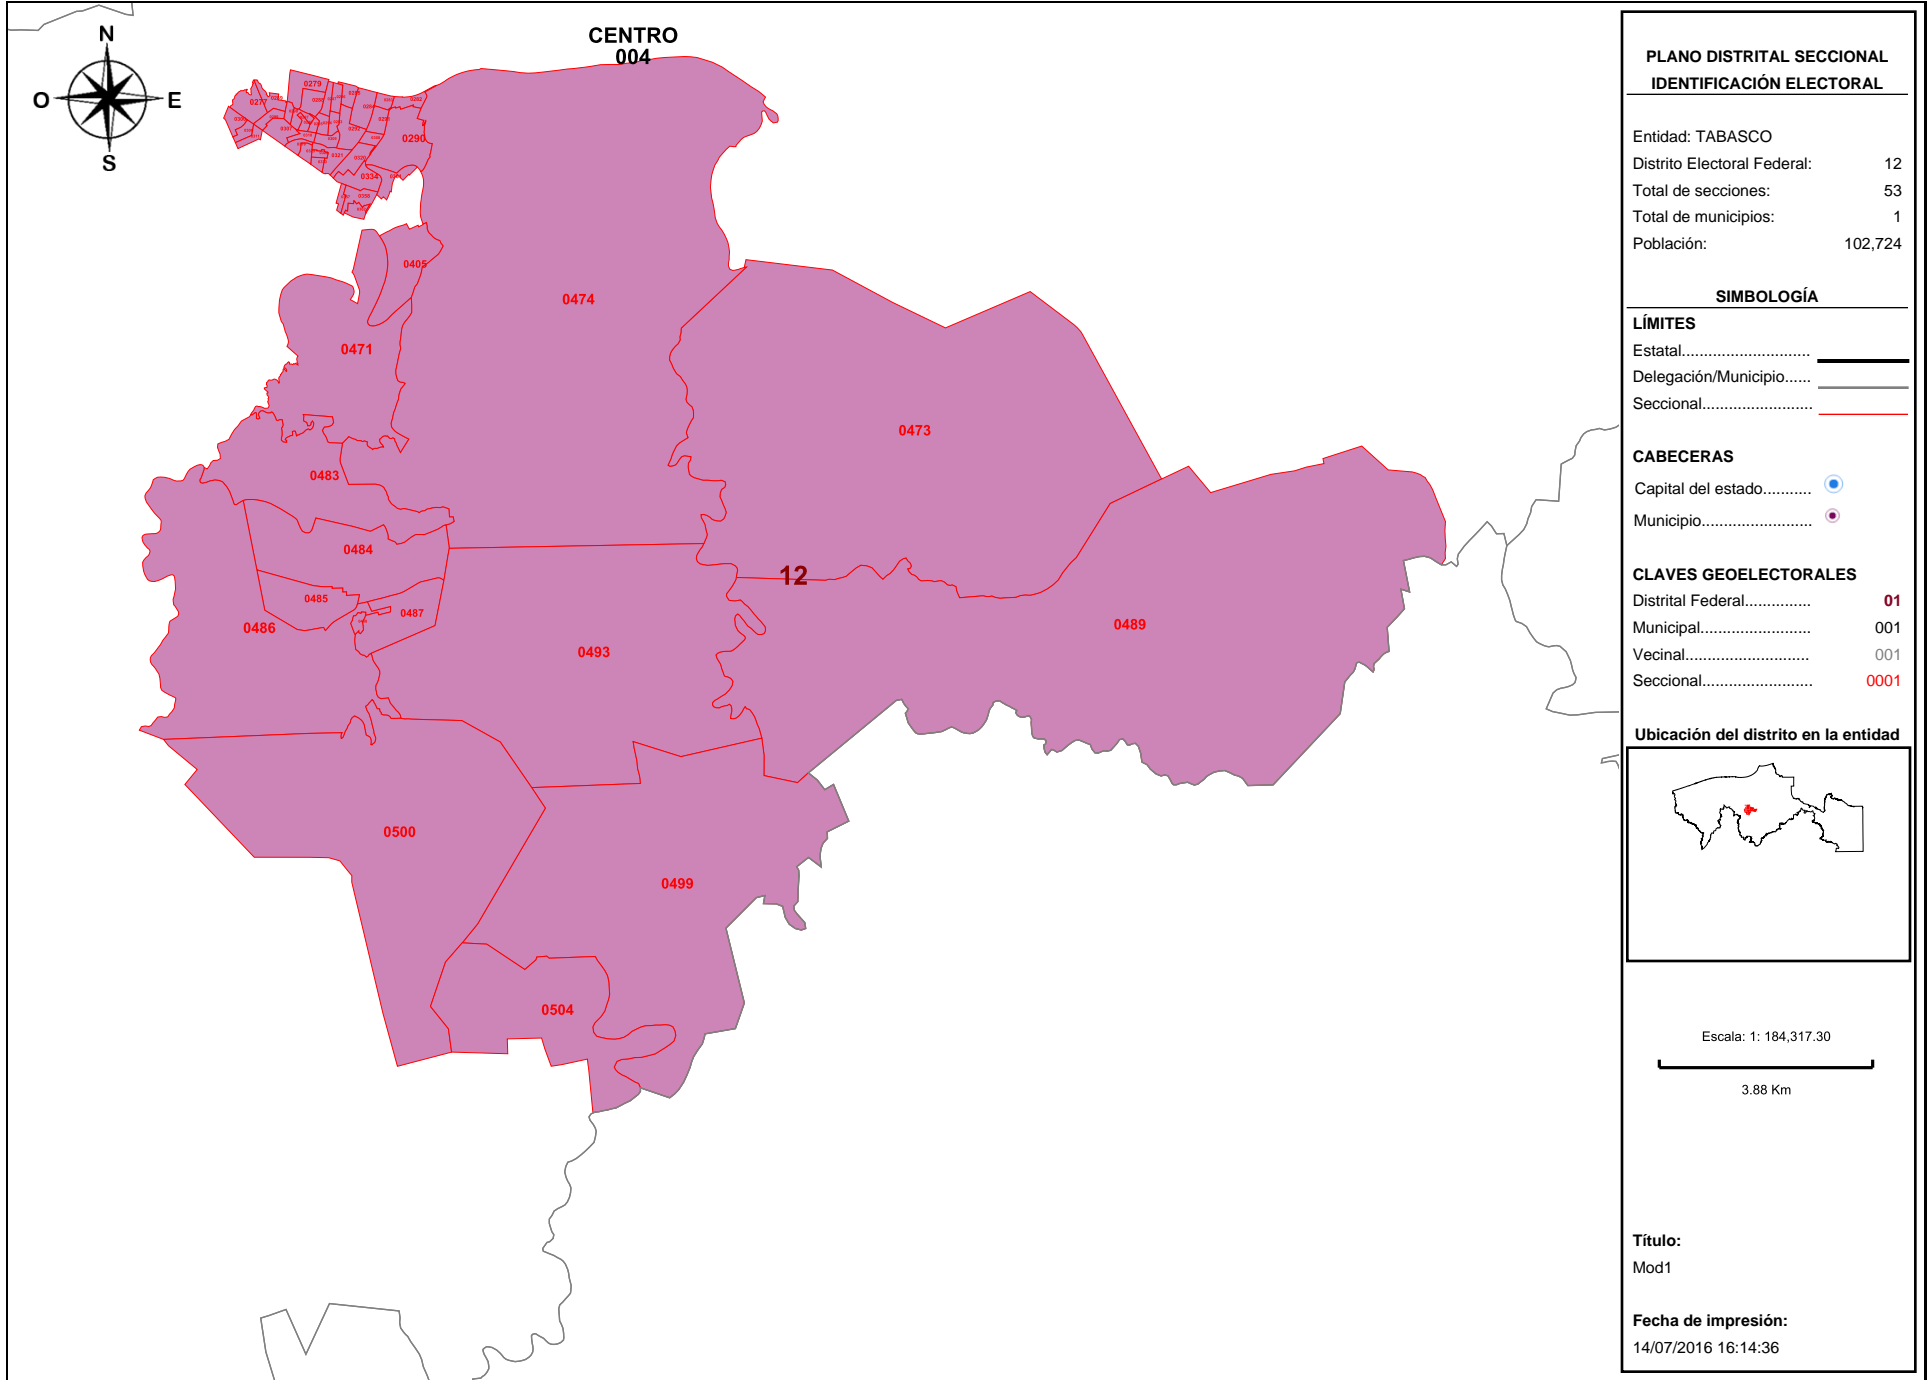 N
O
E
S
CENTRO
004
0279
0277
0290
0321
0320
0334
0405
0474
0471
0473
0483
0484
12
0485
0487
0486
0489
0493
0500
0499
0504
PLANO DISTRITAL SECCIONAL
IDENTIFICACIÓN ELECTORAL
Entidad: TABASCO
Distrito Electoral Federal: 12
Total de secciones: 53
Total de municipios: 1
Población: 102,724
SIMBOLOGÍA
LÍMITES
Estatal............................
Delegación/Municipio......
Seccional........................
CABECERAS
Capital del estado...........
Municipio........................
CLAVES GEOELECTORALES
Distrital Federal............... 01
Municipal........................ 001
Vecinal........................... 001
Seccional........................ 0001
Ubicación del distrito en la entidad
Escala: 1: 184,317.30
3.88 Km
Título:
Mod1
Fecha de impresión:
14/07/2016 16:14:36